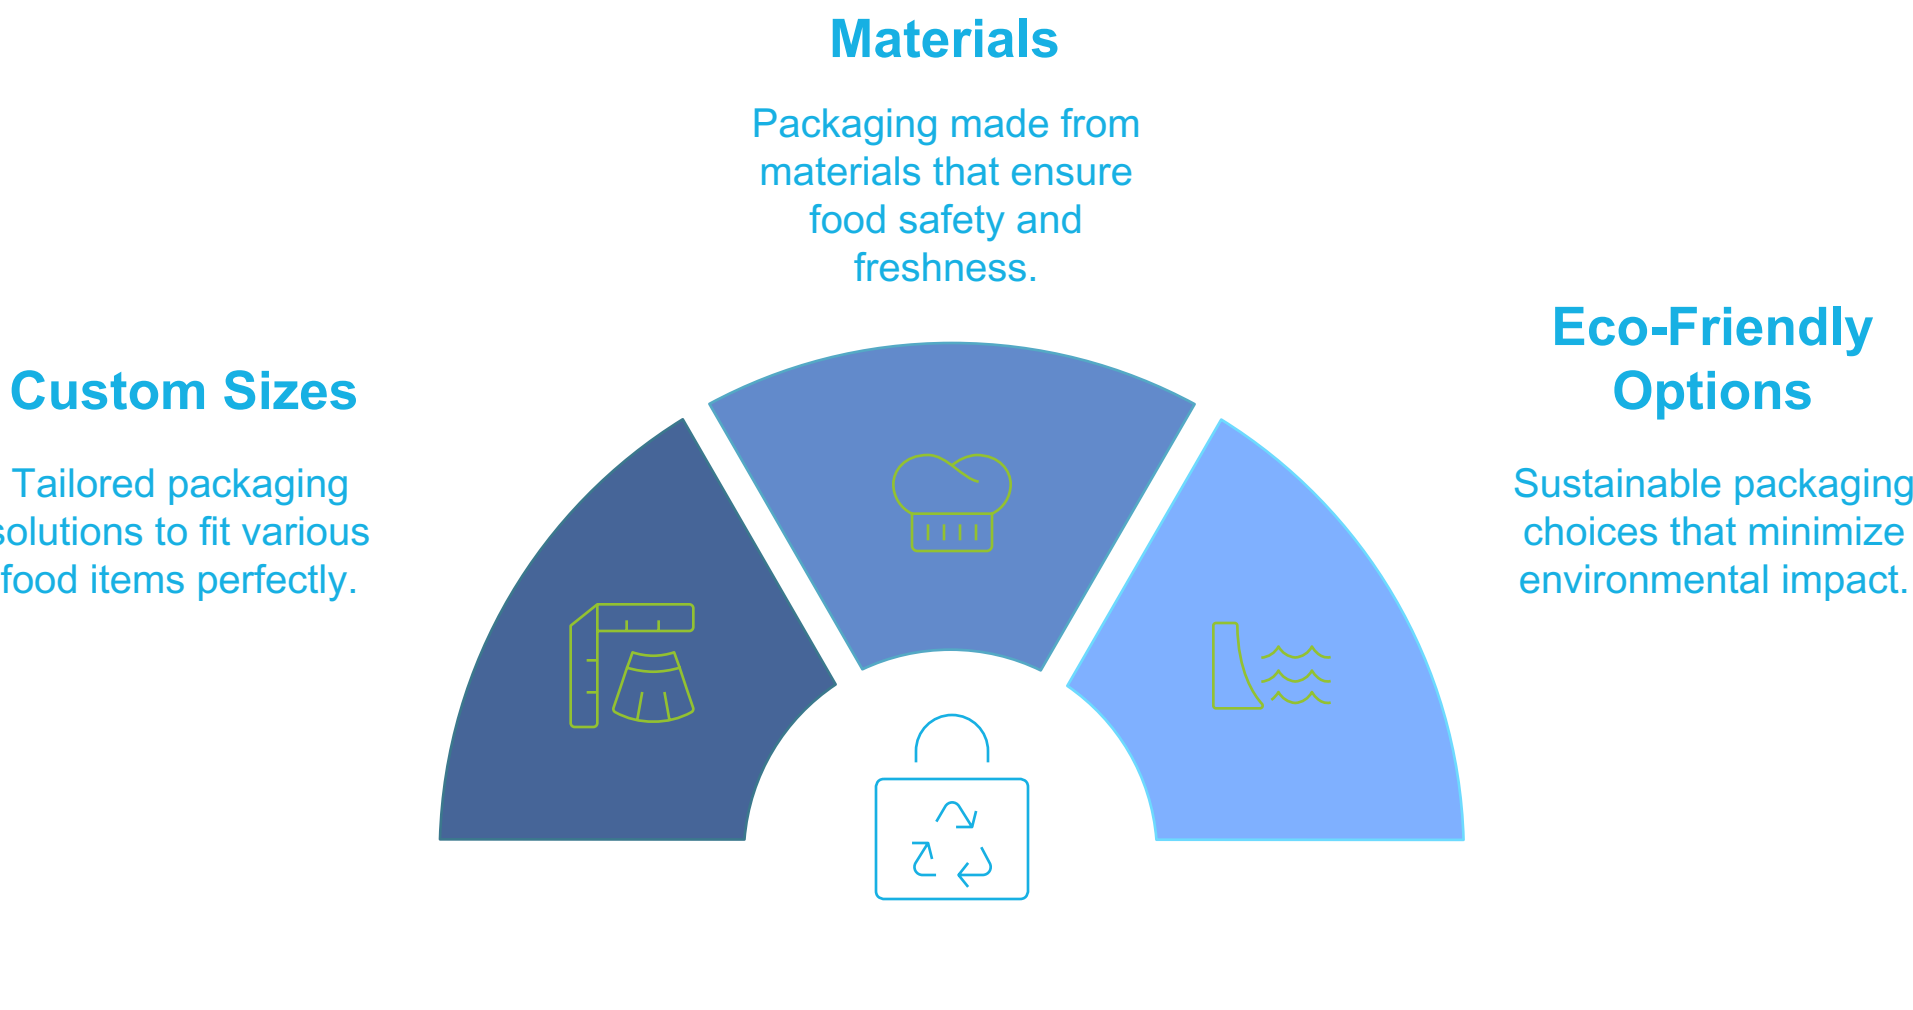 Materials
Packaging made from
materials that ensure
food safety and
freshness.
Custom Sizes
Tailored packaging
solutions to fit various
food items perfectly.
Eco-Friendly
Options
Sustainable packaging
choices that minimize
environmental impact.